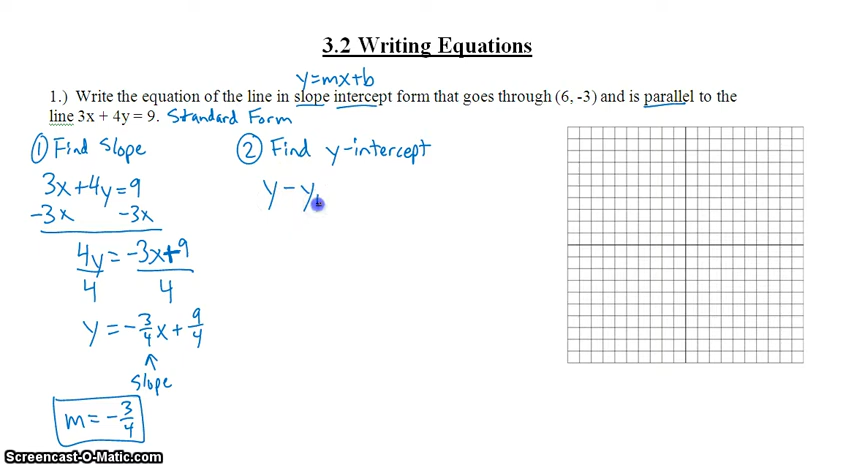 3.2 Writing Equations
y=mx+b
1.) Write the equation of the line in slope intercept form that goes through (6, -3) and is parallel to the
line 3x + 4y = 9. Standard Form
① Find Slope
3x+4y=9
-3x -3x
4y = -3x+9
4 4
y = -3/4 x + 9/4
↑
slope
m = -3/4
② Find y-intercept
y - y₁
Screencast-O-Matic.com